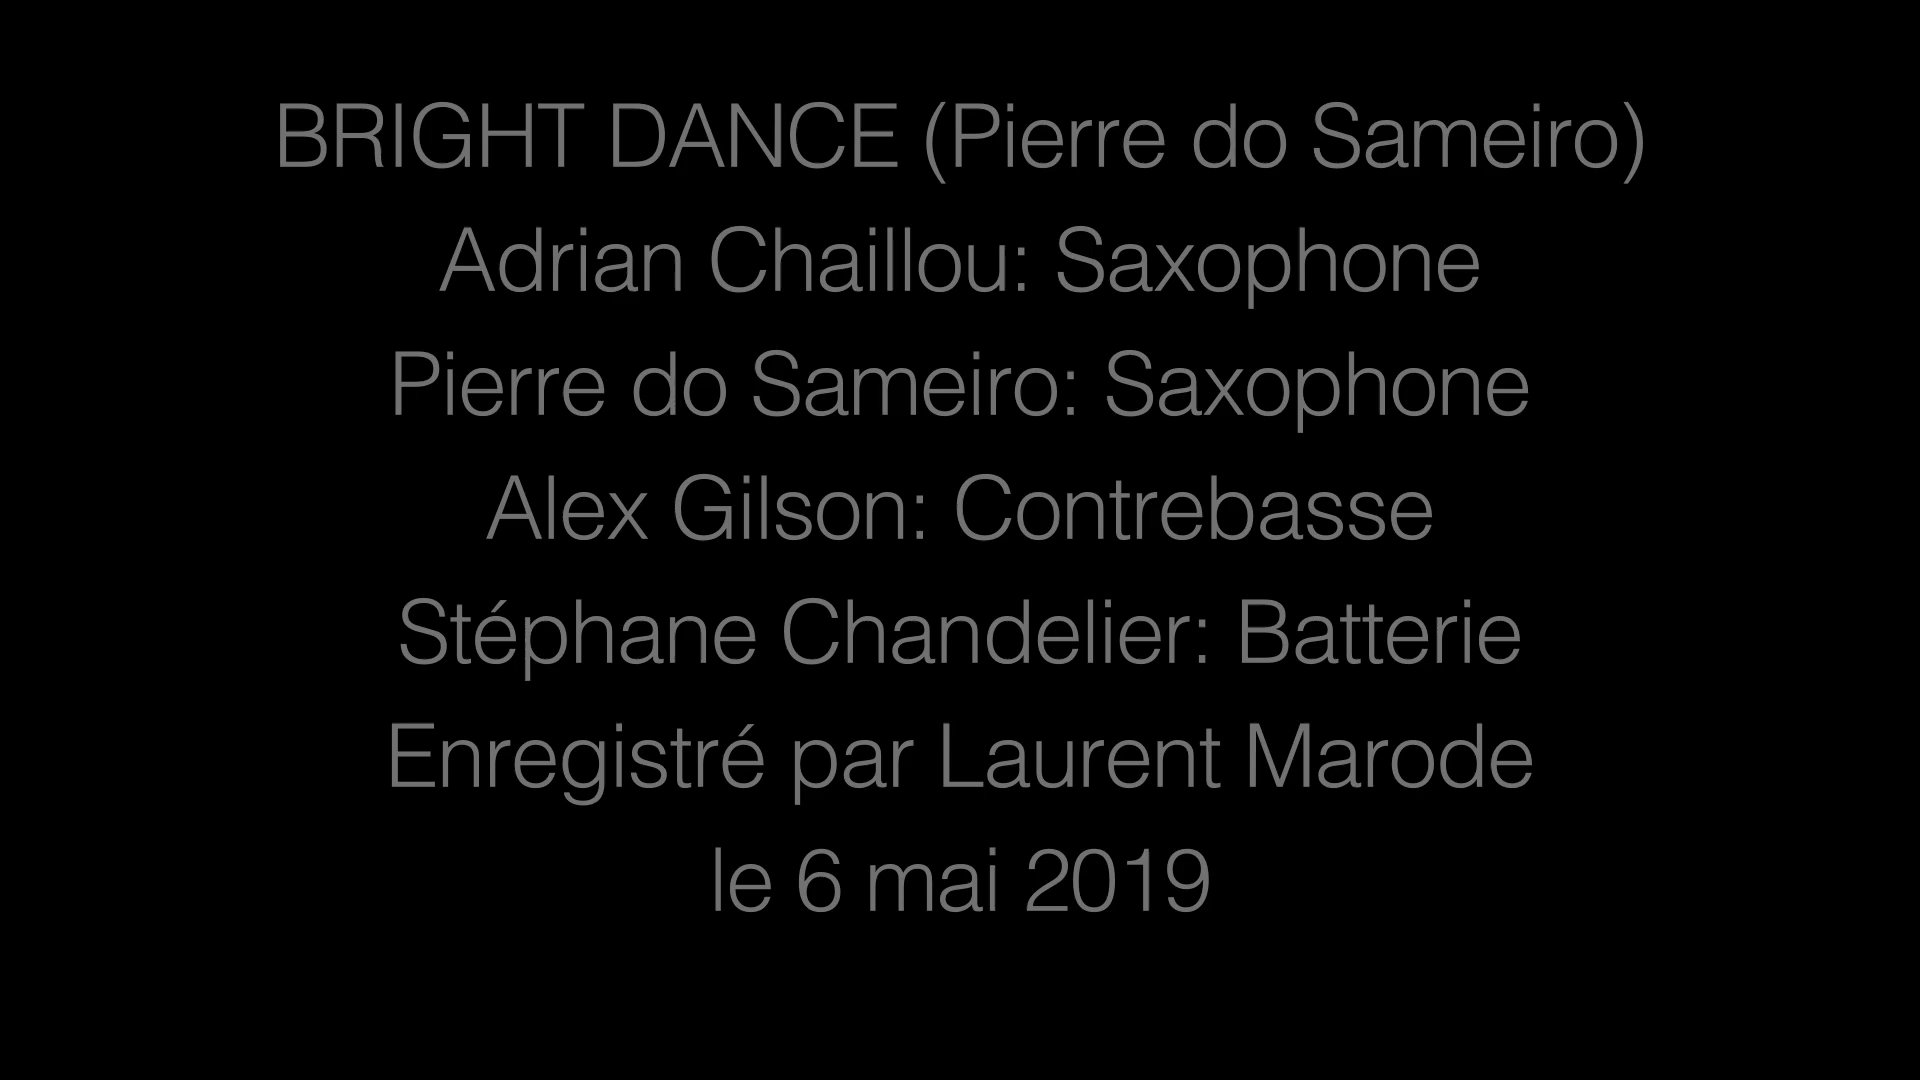 BRIGHT DANCE (Pierre do Sameiro)
Adrian Chaillou: Saxophone
Pierre do Sameiro: Saxophone
Alex Gilson: Contrebasse
Stéphane Chandelier: Batterie
Enregistré par Laurent Marode
le 6 mai 2019